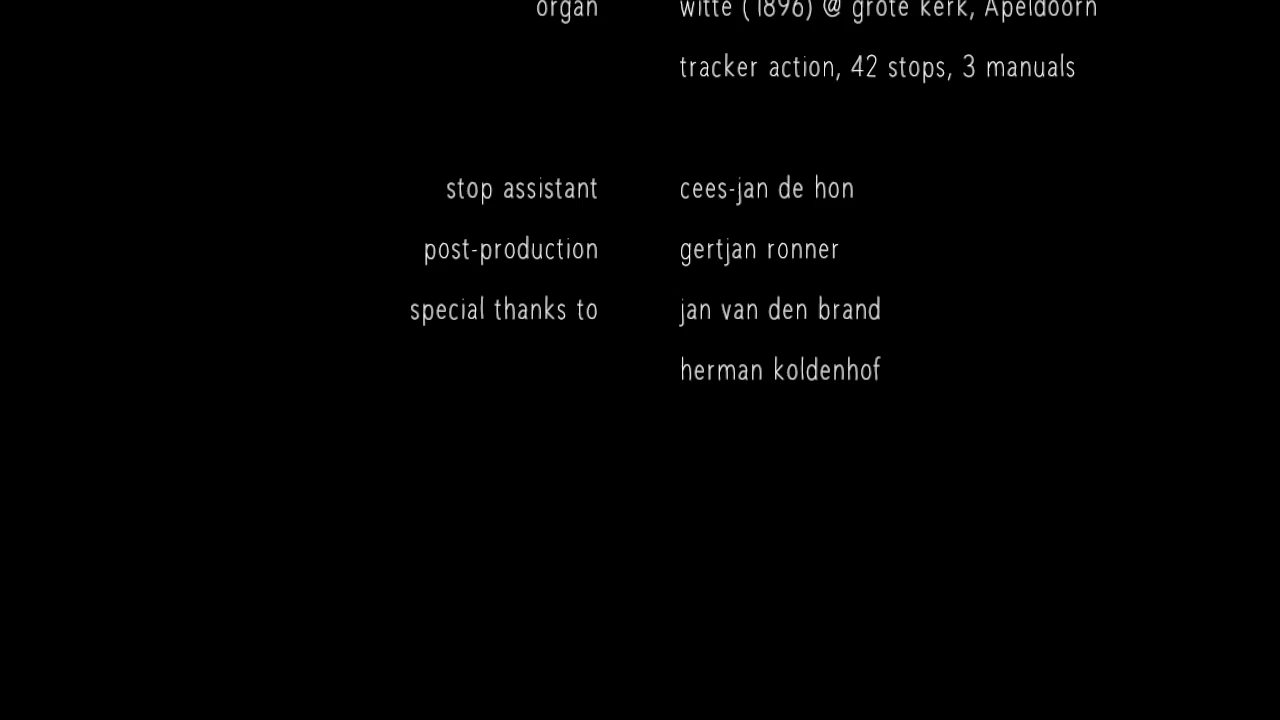 organ witte (1896) @ grote kerk, Apeldoorn
tracker action, 42 stops, 3 manuals
stop assistant cees-jan de hon
post-production gertjan ronner
special thanks to jan van den brand
herman koldenhof